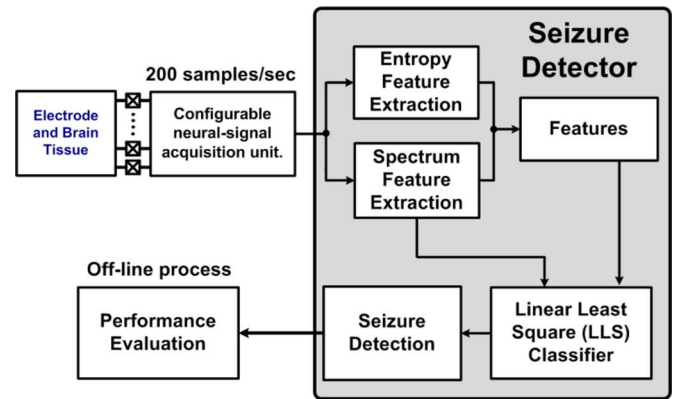 Seizure
Detector
200 samples/sec
Electrode
and Brain
Tissue
Configurable
neural-signal
acquisition unit.
Entropy
Feature
Extraction
Spectrum
Feature
Extraction
Features
Off-line process
Performance
Evaluation
Seizure
Detection
Linear Least
Square (LLS)
Classifier